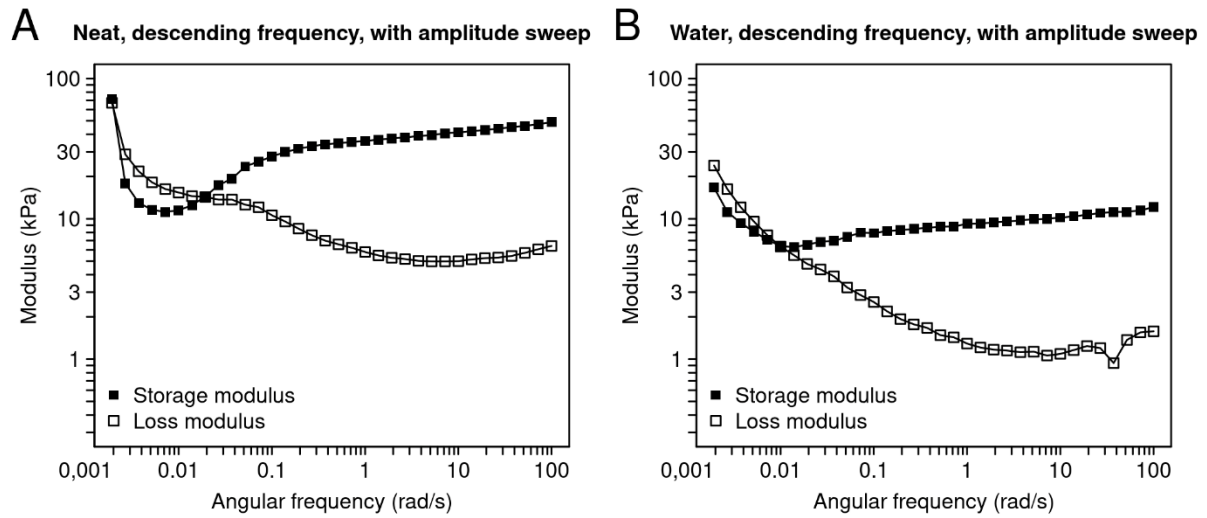 A
Neat, descending frequency, with amplitude sweep
100
30
10
3
1
Modulus (kPa)
Storage modulus
Loss modulus
0,001
0.01
0.1
1
10
100
Angular frequency (rad/s)
B
Water, descending frequency, with amplitude sweep
100
30
10
3
1
Modulus (kPa)
Storage modulus
Loss modulus
0,001
0.01
0.1
1
10
100
Angular frequency (rad/s)